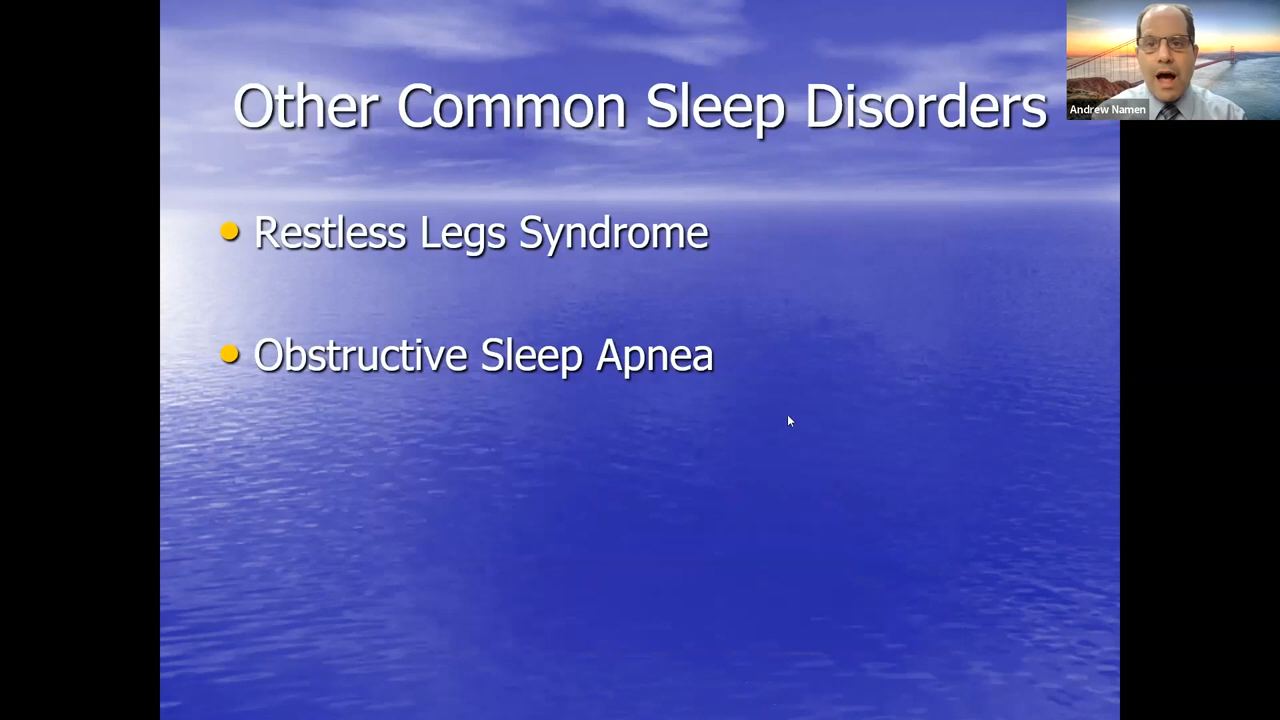 Other Common Sleep Disorders
Andrew Namen
Restless Legs Syndrome
Obstructive Sleep Apnea